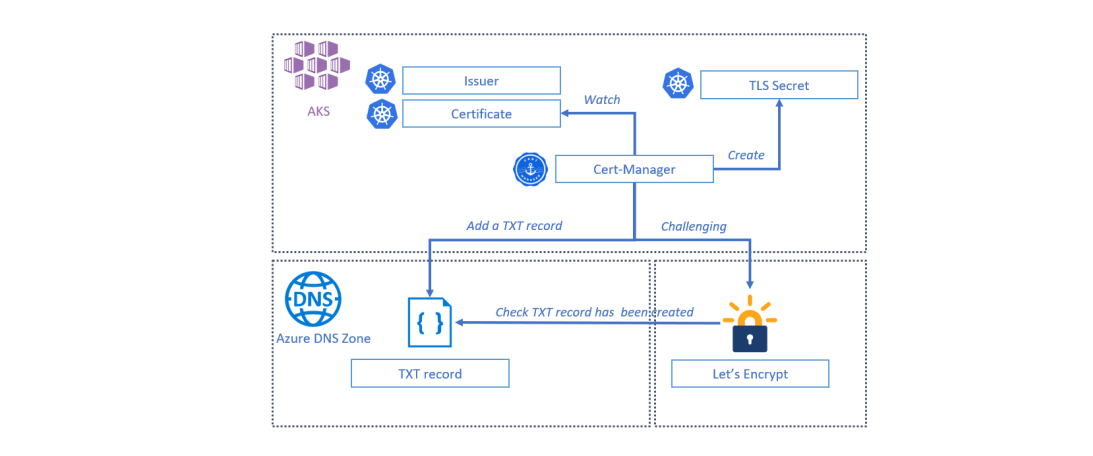 Issuer
AKS
TLS Secret
Watch
Certificate
Create
Cert-Manager
Add a TXT record
Challenging
DNS
Azure DNS Zone
{ }
Check TXT record has been created
TXT record
Let's Encrypt